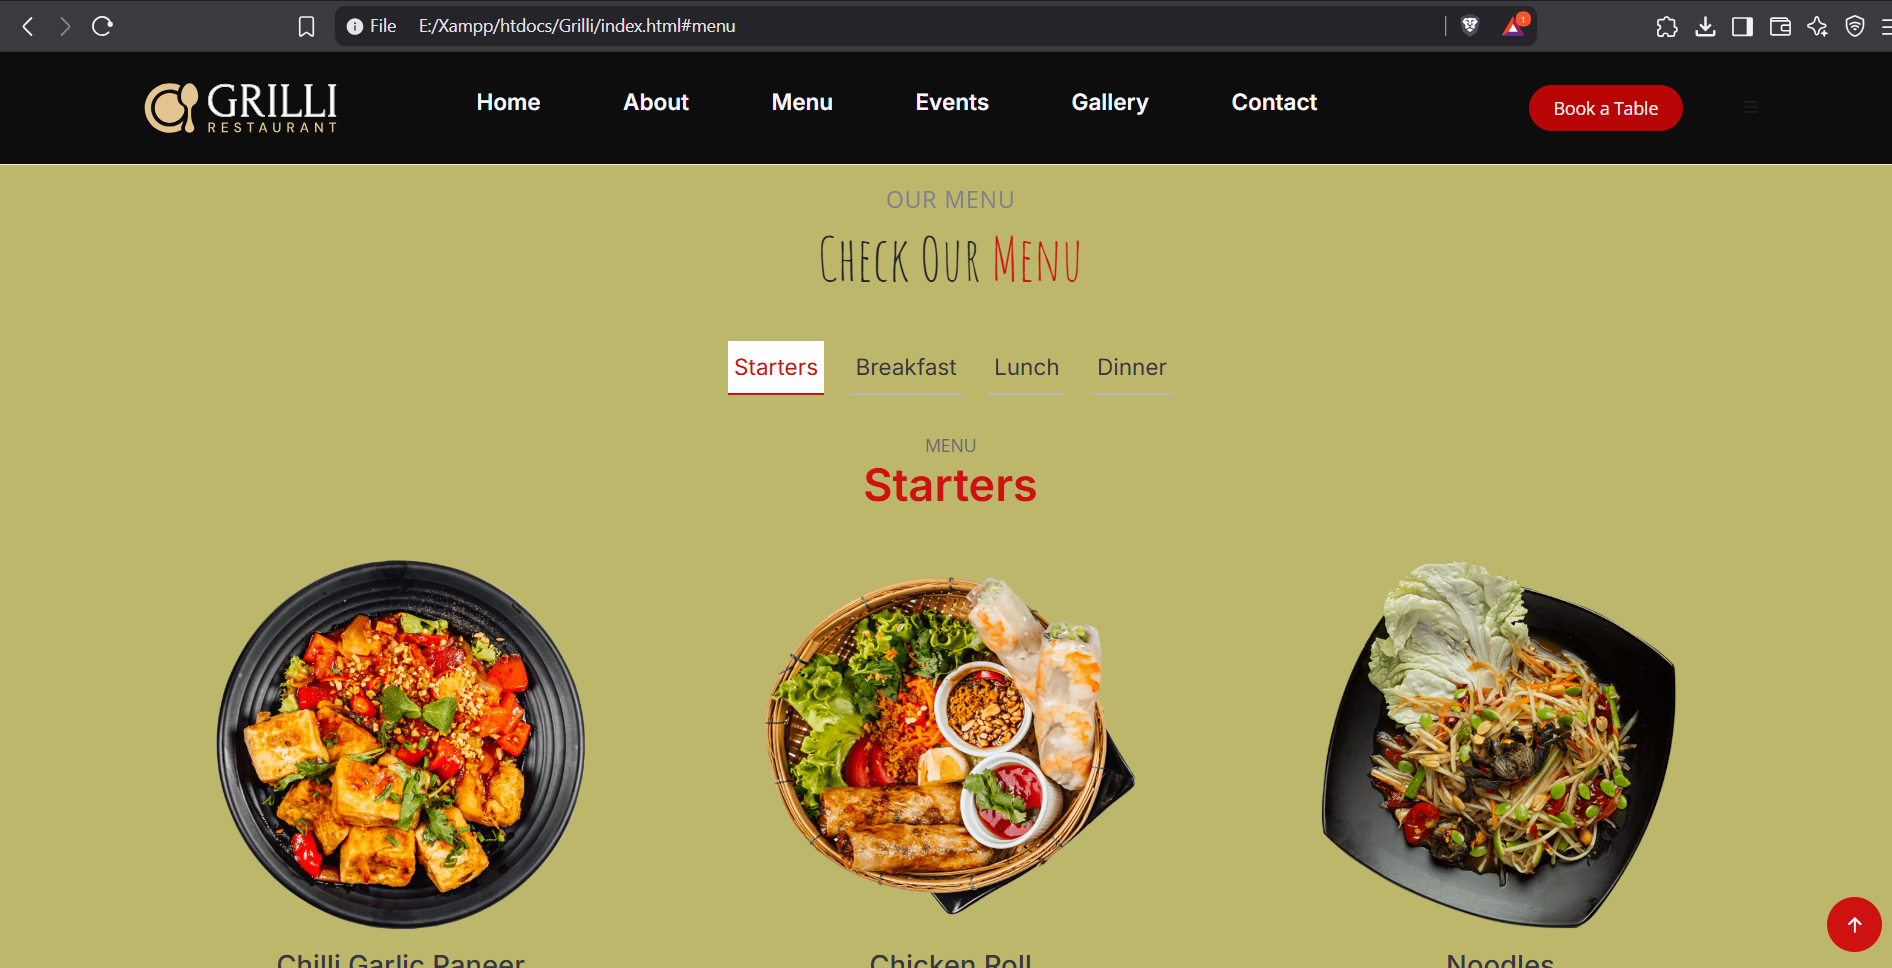 File E:/Xampp/htdocs/Grilli/index.html#menu
1
GRILLI
RESTAURANT
Home About Menu Events Gallery Contact
Book a Table
OUR MENU
Check Our Menu
Starters Breakfast Lunch Dinner
MENU
Starters
Chilli Garlic Paneer Chicken Roll Noodles